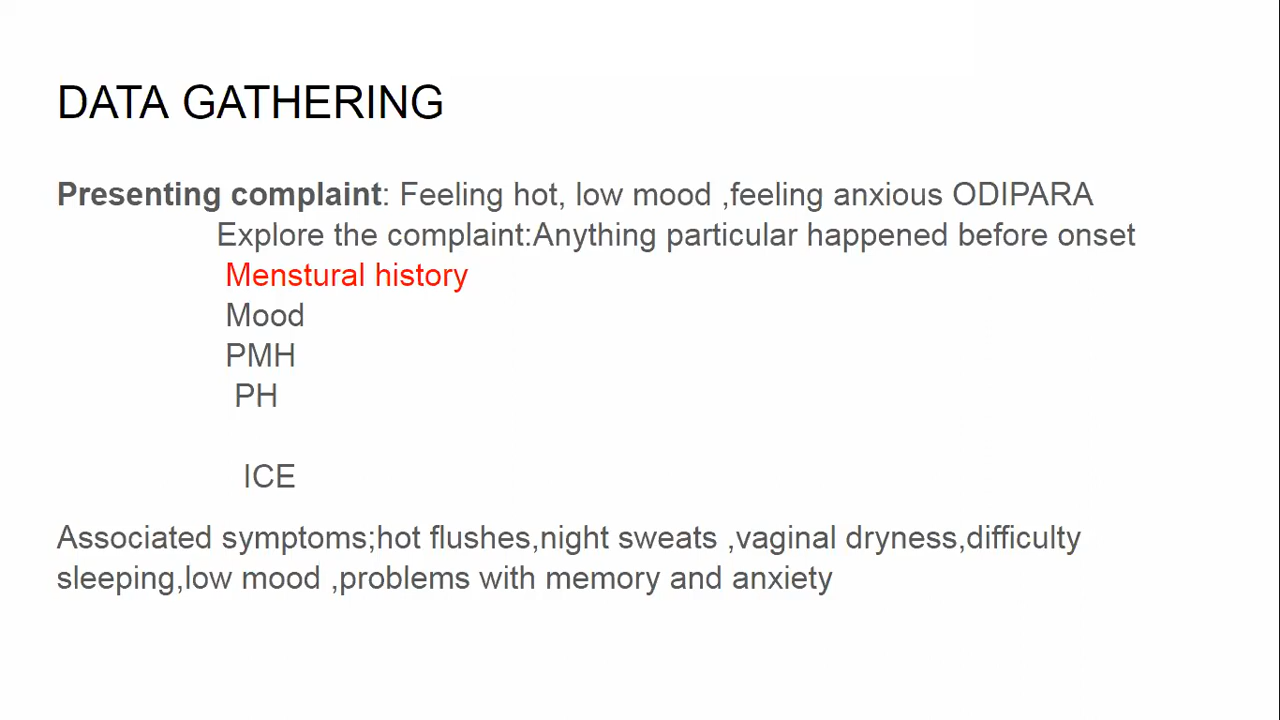 DATA GATHERING
Presenting complaint: Feeling hot, low mood ,feeling anxious ODIPARA
Explore the complaint:Anything particular happened before onset
Menstural history
Mood
PMH
PH
ICE
Associated symptoms;hot flushes,night sweats ,vaginal dryness,difficulty
sleeping,low mood ,problems with memory and anxiety